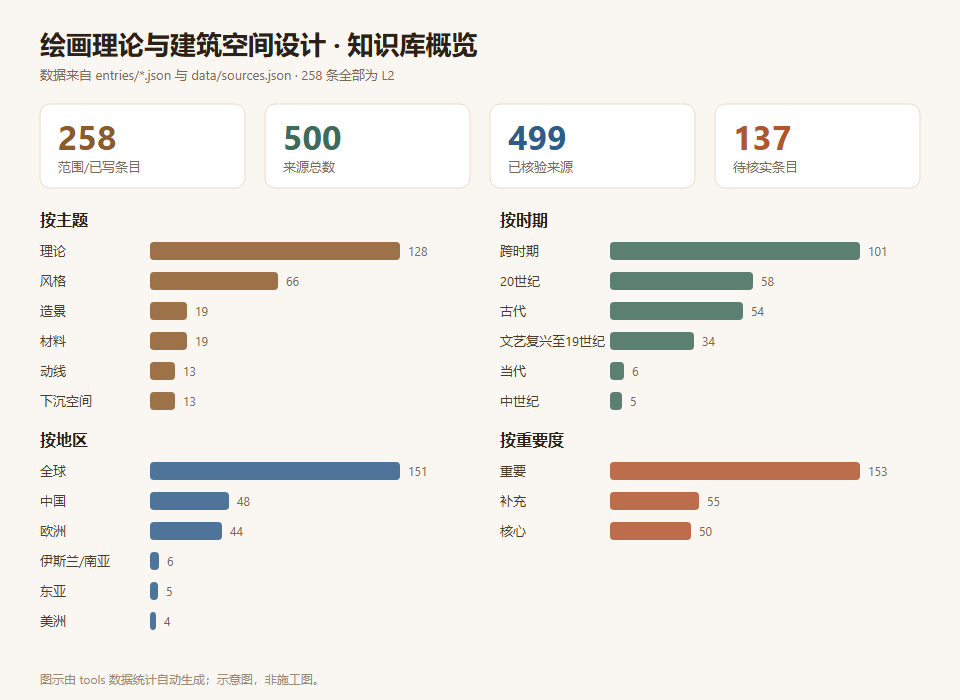 绘画理论与建筑空间设计 · 知识库概览
数据来自 entries/*.json 与 data/sources.json · 258 条全部为 L2
258
范围/已写条目
500
来源总数
499
已核验来源
137
待核实条目
按主题
理论 128
风格 66
造景 19
材料 19
动线 13
下沉空间 13
按时期
跨时期 101
20世纪 58
古代 54
文艺复兴至19世纪 34
当代 6
中世纪 5
按地区
全球 151
中国 48
欧洲 44
伊斯兰/南亚 6
东亚 5
美洲 4
按重要度
重要 153
补充 55
核心 50
图示由 tools 数据统计自动生成；示意图，非施工图。